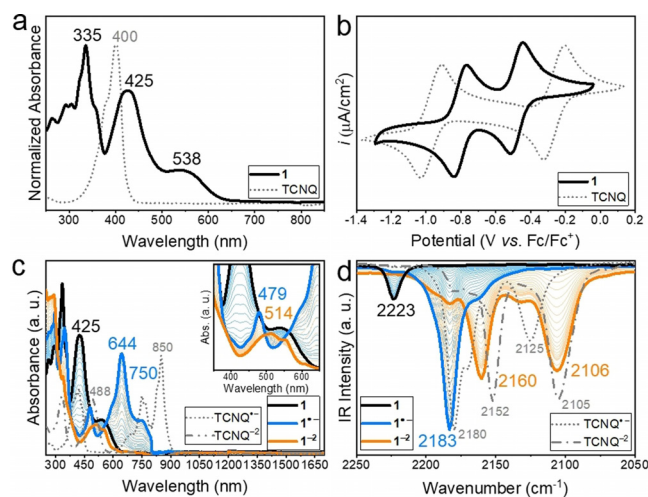 a
335
400
425
538
Normalized Absorbance
1
TCNQ
300 400 500 600 700 800
Wavelength (nm)
b
i (µA/cm²)
1
TCNQ
-1.4 -1.2 -1.0 -0.8 -0.6 -0.4 -0.2 0.0 0.2
Potential (V vs. Fc/Fc⁺)
c
425
488
644
750
850
Absorbance (a. u.)
Abs. (a. u.)
479
514
400 500 600
TCNQ•−
TCNQ⁻²
1
1•−
1⁻²
300 450 600 750 900 1050 1200 1350 1500 1650
Wavelength (nm)
d
2223
2183
2180
2160
2152
2125
2106
2105
IR Intensity (a. u.)
1
1•−
1⁻²
TCNQ•−
TCNQ⁻²
2250 2200 2150 2100 2050
Wavenumber (cm⁻¹)